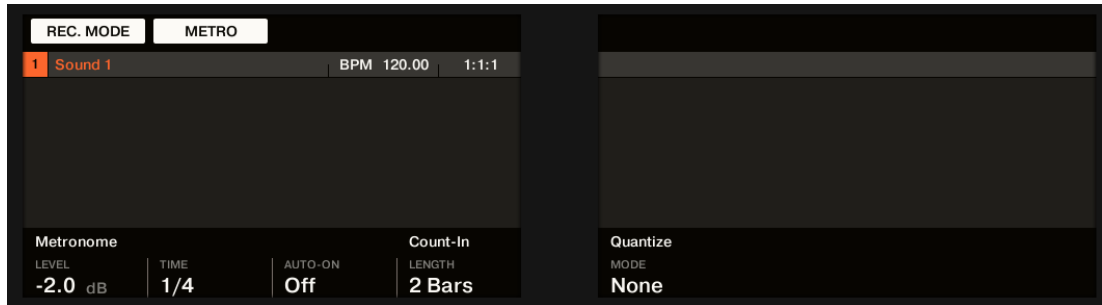 REC. MODE METRO
1 Sound 1 BPM 120.00 1:1:1
Metronome Count-In
LEVEL TIME AUTO-ON LENGTH
-2.0 dB 1/4 Off 2 Bars
Quantize
MODE
None